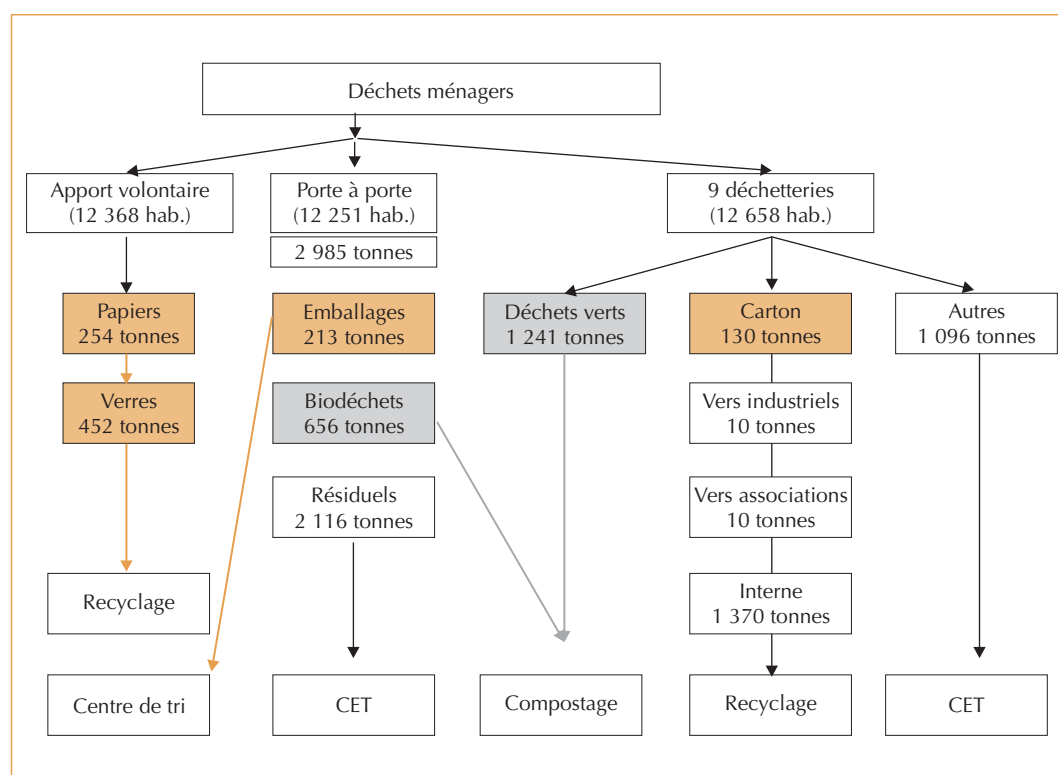 Déchets ménagers
Apport volontaire
(12 368 hab.)
Porte à porte
(12 251 hab.)
2 985 tonnes
9 déchetteries
(12 658 hab.)
Papiers
254 tonnes
Emballages
213 tonnes
Déchets verts
1 241 tonnes
Carton
130 tonnes
Autres
1 096 tonnes
Verres
452 tonnes
Biodéchets
656 tonnes
Vers industriels
10 tonnes
Résiduels
2 116 tonnes
Vers associations
10 tonnes
Recyclage
Interne
1 370 tonnes
Centre de tri
CET
Compostage
Recyclage
CET